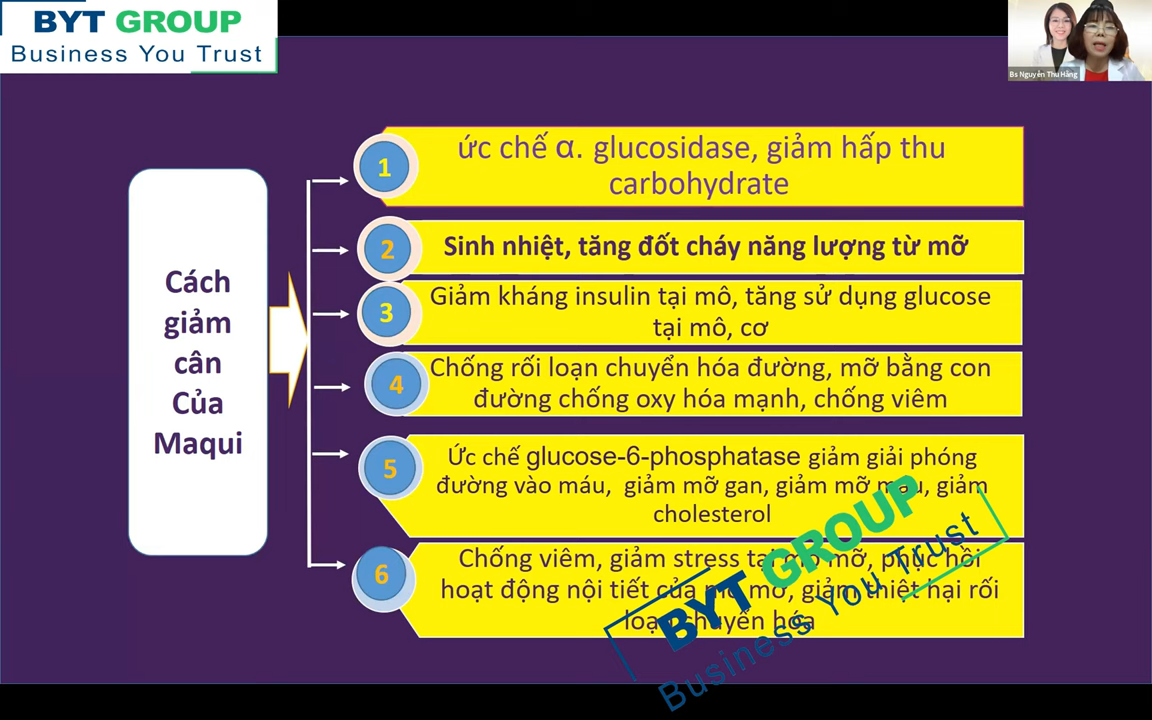 BYT GROUP
Business You Trust
Bs Nguyễn Thu Hằng
Cách
giảm
cân
Của
Maqui
1
ức chế α. glucosidase, giảm hấp thu
carbohydrate
2
Sinh nhiệt, tăng đốt cháy năng lượng từ mỡ
3
Giảm kháng insulin tại mô, tăng sử dụng glucose
tại mô, cơ
4
Chống rối loạn chuyển hóa đường, mỡ bằng con
đường chống oxy hóa mạnh, chống viêm
5
Ức chế glucose-6-phosphatase giảm giải phóng
đường vào máu, giảm mỡ gan, giảm mỡ máu, giảm
cholesterol
6
Chống viêm, giảm stress tại mô mỡ, phục hồi
hoạt động nội tiết của mô mỡ, giảm thiệt hại rối
loạn chuyển hóa
BYT GROUP
Business You Trust